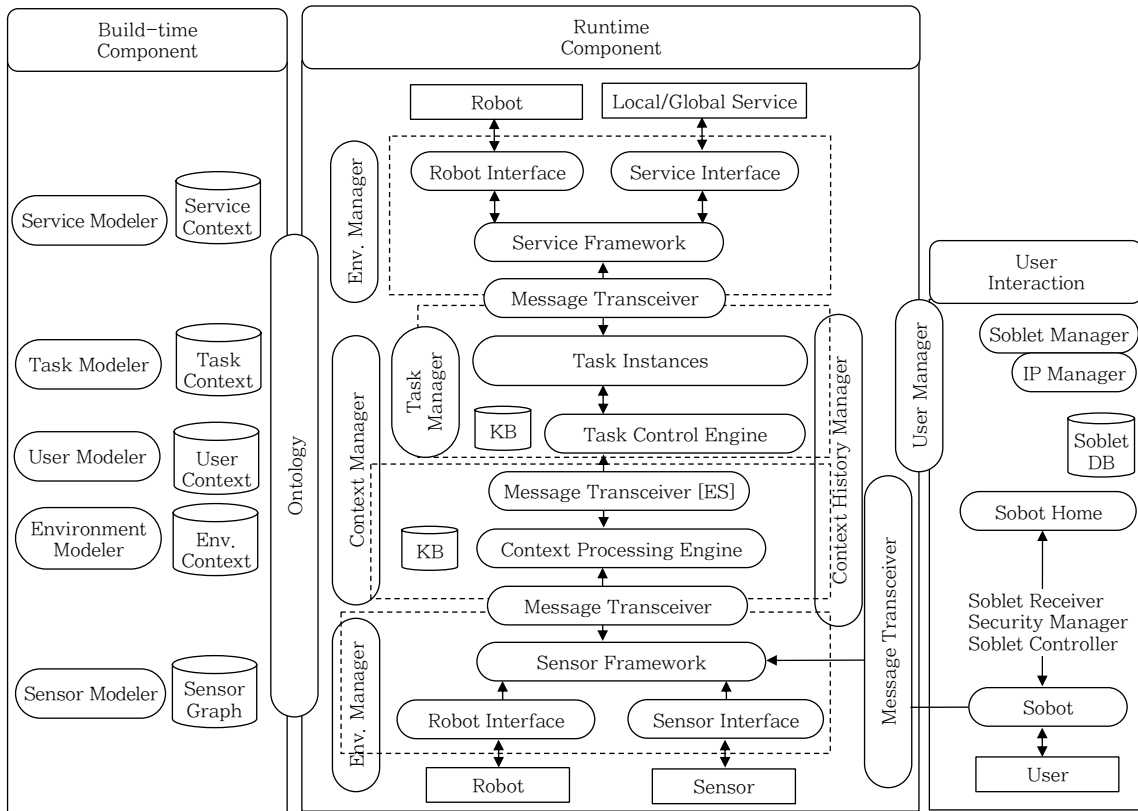 Build-time
Component
Runtime
Component
Robot
Local/Global Service
Env. Manager
Robot Interface
Service Interface
Service Modeler
Service
Context
Service Framework
User
Interaction
Message Transceiver
Soblet Manager
IP Manager
Task Modeler
Task
Context
Task
Manager
Task Instances
User Manager
KB
Task Control Engine
Soblet
DB
User Modeler
User
Context
Ontology
Context Manager
Context History Manager
Message Transceiver [ES]
Sobot Home
Environment
Modeler
Env.
Context
KB
Context Processing Engine
Message Transceiver
Message Transceiver
Soblet Receiver
Security Manager
Soblet Controller
Sensor Modeler
Sensor
Graph
Env. Manager
Sensor Framework
Robot Interface
Sensor Interface
Sobot
Robot
Sensor
User